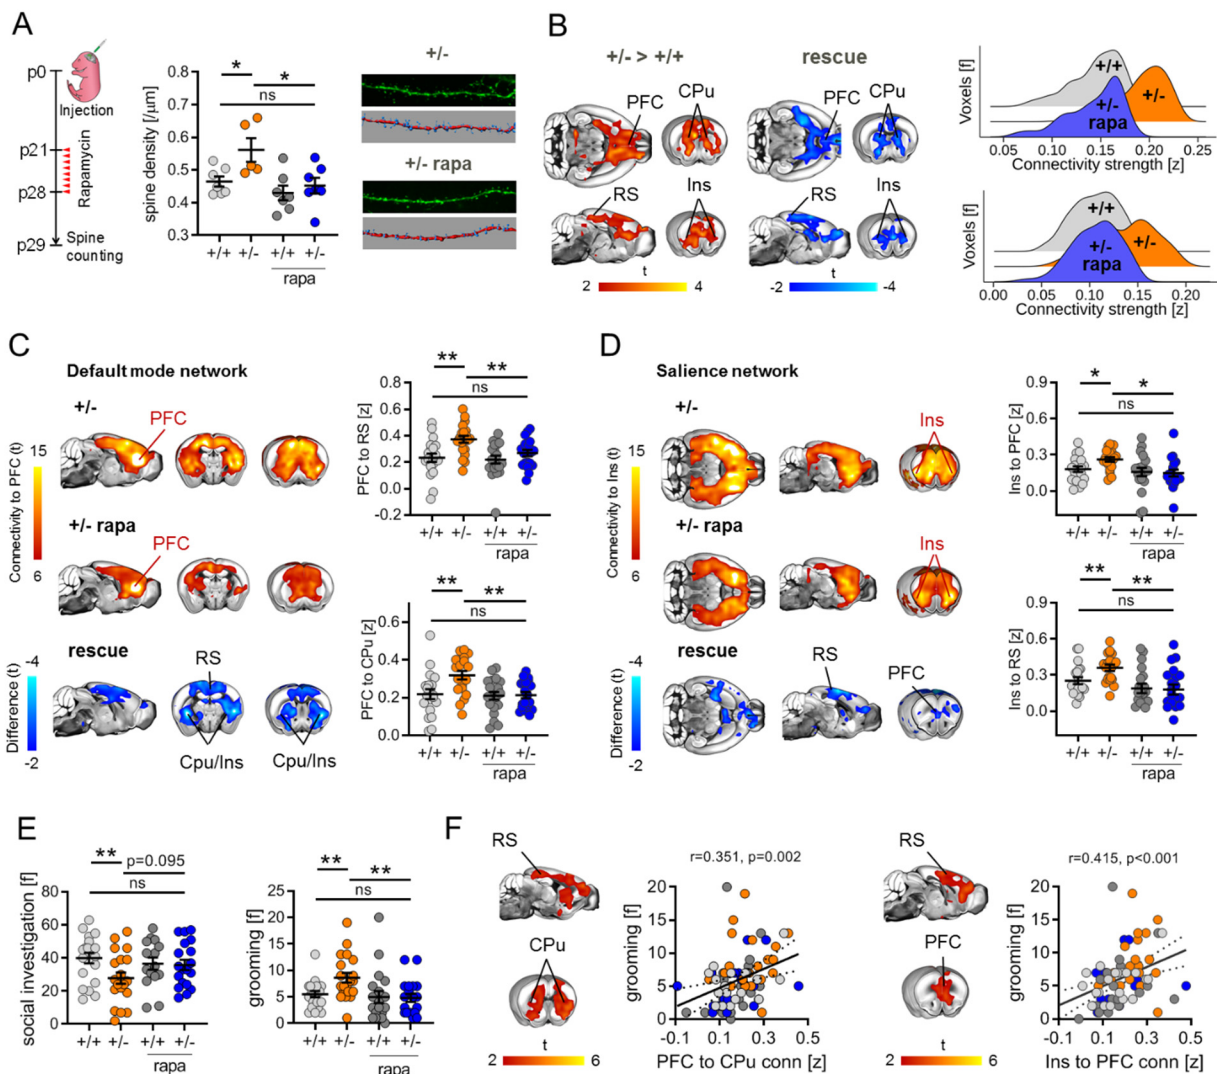 A
p0
Injection
p21
Rapamycin
p28
p29
Spine
counting
spine density [/µm]
0.8
0.7
0.6
0.5
0.4
0.3
*
*
ns
+/+
+/-
+/+
+/-
rapa
+/-
+/- rapa
B
+/- > +/+
rescue
PFC
CPu
PFC
CPu
RS
Ins
RS
Ins
t
2
4
t
-2
-4
Voxels [f]
+/+
+/-
rapa
+/-
0.05
0.10
0.15
0.20
0.25
Connectivity strength [z]
Voxels [f]
+/+
+/-
rapa
+/-
0.00
0.05
0.10
0.15
0.20
Connectivity strength [z]
C
Default mode network
+/-
PFC
15
Connectivity to PFC (t)
6
+/- rapa
PFC
rescue
-4
Difference (t)
-2
RS
Cpu/Ins
Cpu/Ins
PFC to RS [z]
0.8
0.6
0.4
0.2
0.0
-0.2
**
**
ns
+/+
+/-
+/+
+/-
rapa
PFC to CPu [z]
0.6
0.4
0.2
0.0
**
**
ns
+/+
+/-
+/+
+/-
rapa
D
Salience network
+/-
Ins
15
Connectivity to Ins (t)
6
+/- rapa
Ins
rescue
-4
Difference (t)
-2
RS
PFC
Ins to PFC [z]
0.9
0.6
0.3
0.0
*
*
ns
+/+
+/-
+/+
+/-
rapa
Ins to RS [z]
0.9
0.6
0.3
0.0
**
**
ns
+/+
+/-
+/+
+/-
rapa
E
social investigation [f]
80
60
40
20
0
**
p=0.095
ns
+/+
+/-
+/+
+/-
rapa
grooming [f]
25
20
15
10
5
0
**
**
ns
+/+
+/-
+/+
+/-
rapa
F
RS
CPu
t
2
6
r=0.351, p=0.002
grooming [f]
20
15
10
5
0
-0.1
0.1
0.3
0.5
PFC to CPu conn [z]
RS
PFC
t
2
6
r=0.415, p<0.001
grooming [f]
20
15
10
5
0
-0.1
0.1
0.3
0.5
Ins to PFC conn [z]